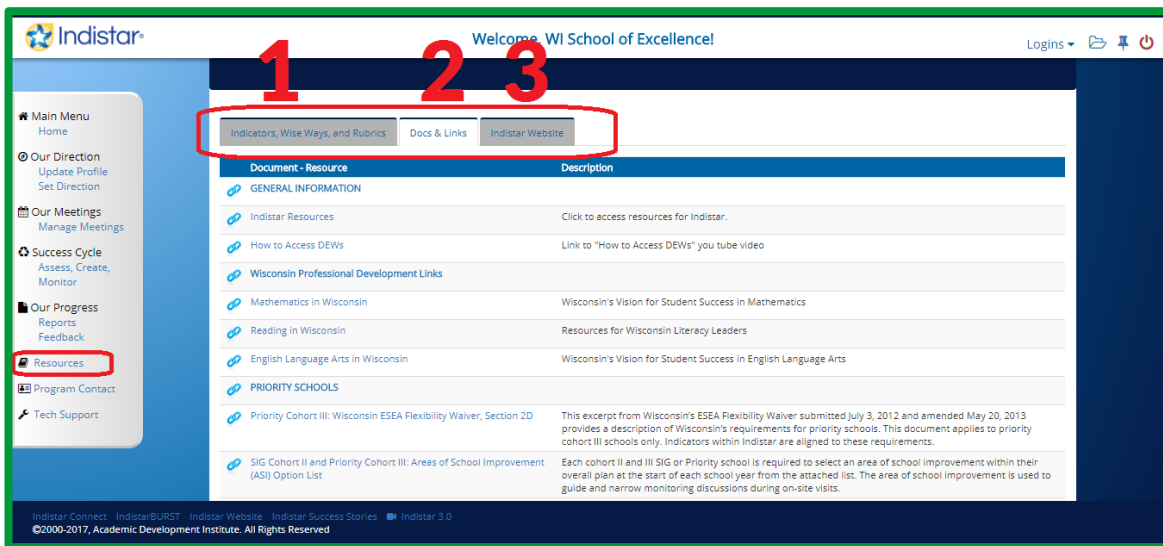 Indistar®
Welcome, WI School of Excellence!
Logins
1 2 3
Main Menu
Home
Our Direction
Update Profile
Set Direction
Our Meetings
Manage Meetings
Success Cycle
Assess, Create,
Monitor
Our Progress
Reports
Feedback
Resources
Program Contact
Tech Support
Indicators, Wise Ways, and Rubrics Docs & Links Indistar Website
Document - Resource Description
GENERAL INFORMATION
Indistar Resources Click to access resources for Indistar.
How to Access DEWs Link to "How to Access DEWs" you tube video
Wisconsin Professional Development Links
Mathematics in Wisconsin Wisconsin's Vision for Student Success in Mathematics
Reading in Wisconsin Resources for Wisconsin Literacy Leaders
English Language Arts in Wisconsin Wisconsin's Vision for Student Success in English Language Arts
PRIORITY SCHOOLS
Priority Cohort III: Wisconsin ESEA Flexibility Waiver, Section 2D This excerpt from Wisconsin's ESEA Flexibility Waiver submitted July 3, 2012 and amended May 20, 2013
provides a description of Wisconsin's requirements for priority schools. This document applies to priority
cohort III schools only. Indicators within Indistar are aligned to these requirements.
SIG Cohort II and Priority Cohort III: Areas of School Improvement Each cohort II and III SIG or Priority school is required to select an area of school improvement within their
(ASI) Option List overall plan at the start of each school year from the attached list. The area of school improvement is used to
guide and narrow monitoring discussions during on-site visits.
Indistar Connect IndistarBURST Indistar Website Indistar Success Stories Indistar 3.0
©2000-2017, Academic Development Institute. All Rights Reserved